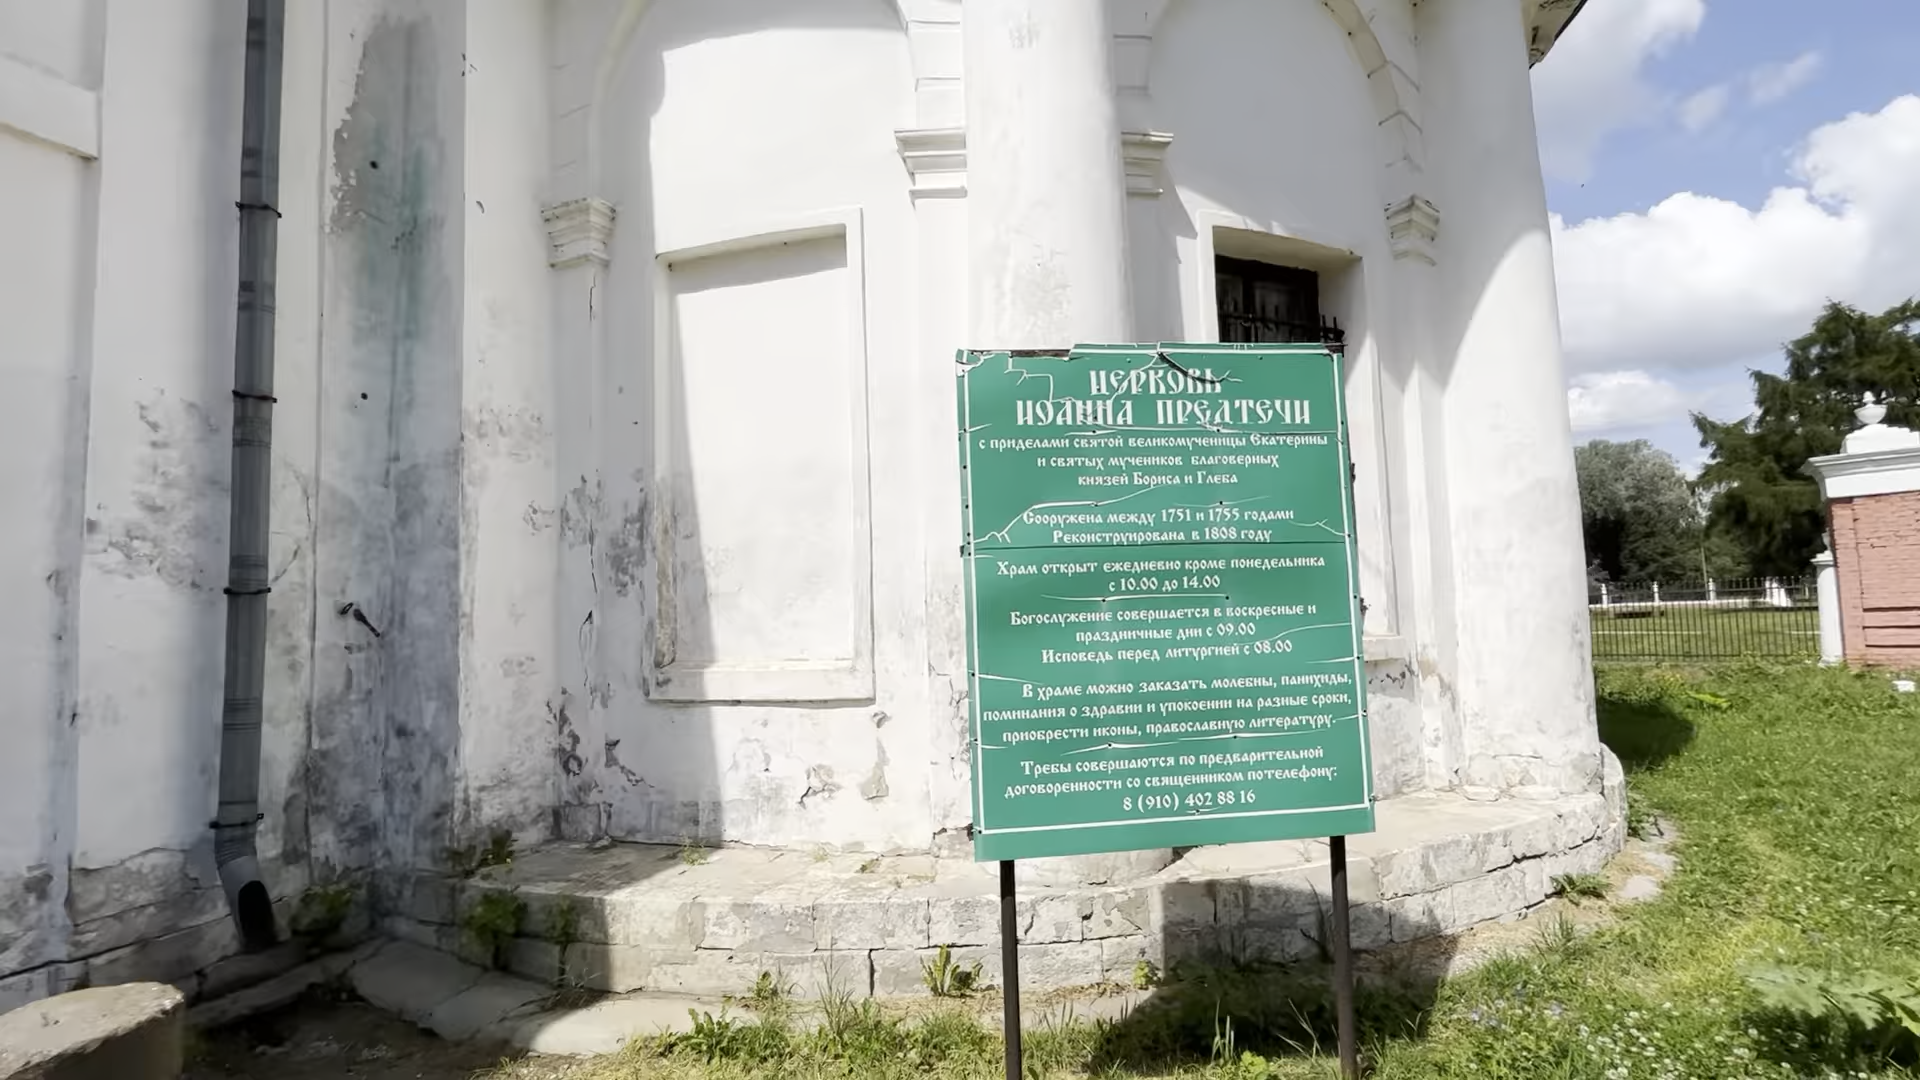 ЦЕРКОВЬ
ИОАННА ПРЕДТЕЧИ
с приделами святой великомученицы Екатерины
и святых мучеников благоверных
князей Бориса и Глеба
Сооружена между 1751 и 1755 годами
Реконструирована в 1808 году
Храм открыт ежедневно кроме понедельника
с 10.00 до 14.00
Богослужение совершается в воскресные и
праздничные дни с 09.00
Исповедь перед литургией с 08.00
В храме можно заказать молебны, панихиды,
поминания о здравии и упокоении на разные сроки,
приобрести иконы, православную литературу.
Требы совершаются по предварительной
договоренности со священником по телефону:
8 (910) 402 88 16